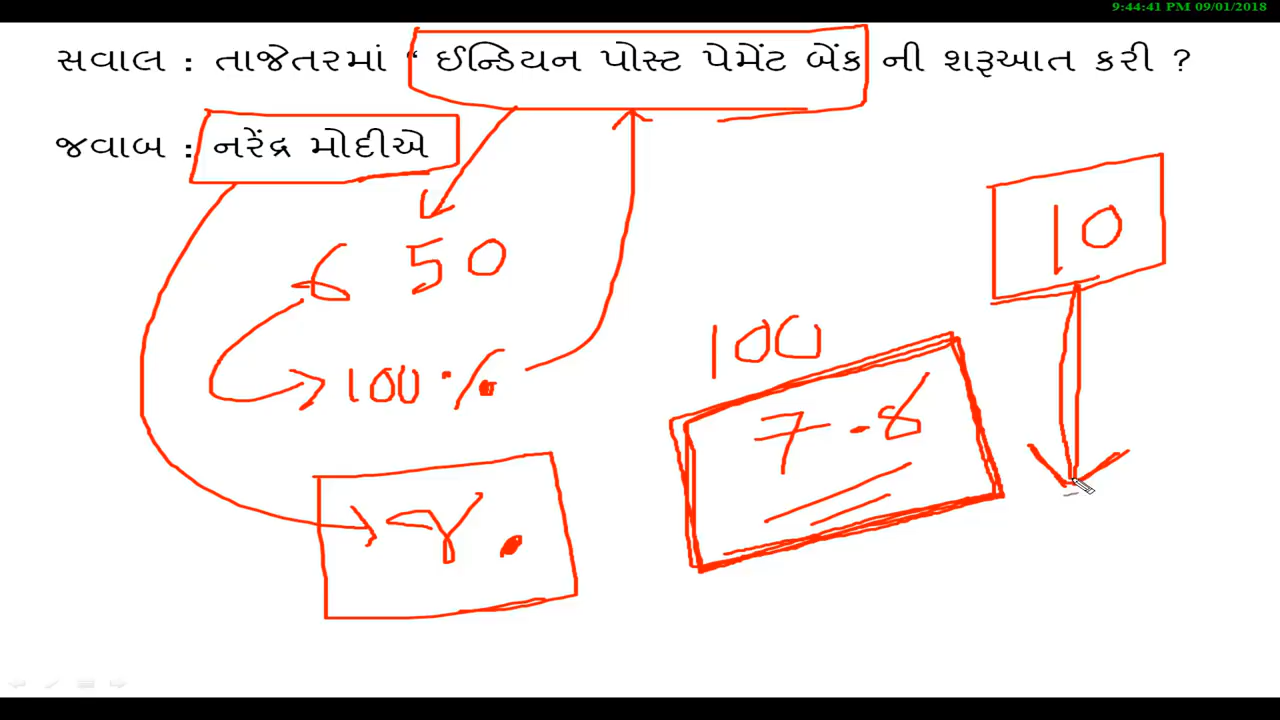 9:44:41 PM 09/01/2018
સવાલ : તાજેતરમાં “ ઈન્ડિયન પોસ્ટ પેમેંટ બેંક ની શરૂઆત કરી ?
જવાબ : નરેંદ્ર મોદીએ
10
650
100
100 %.
7-8